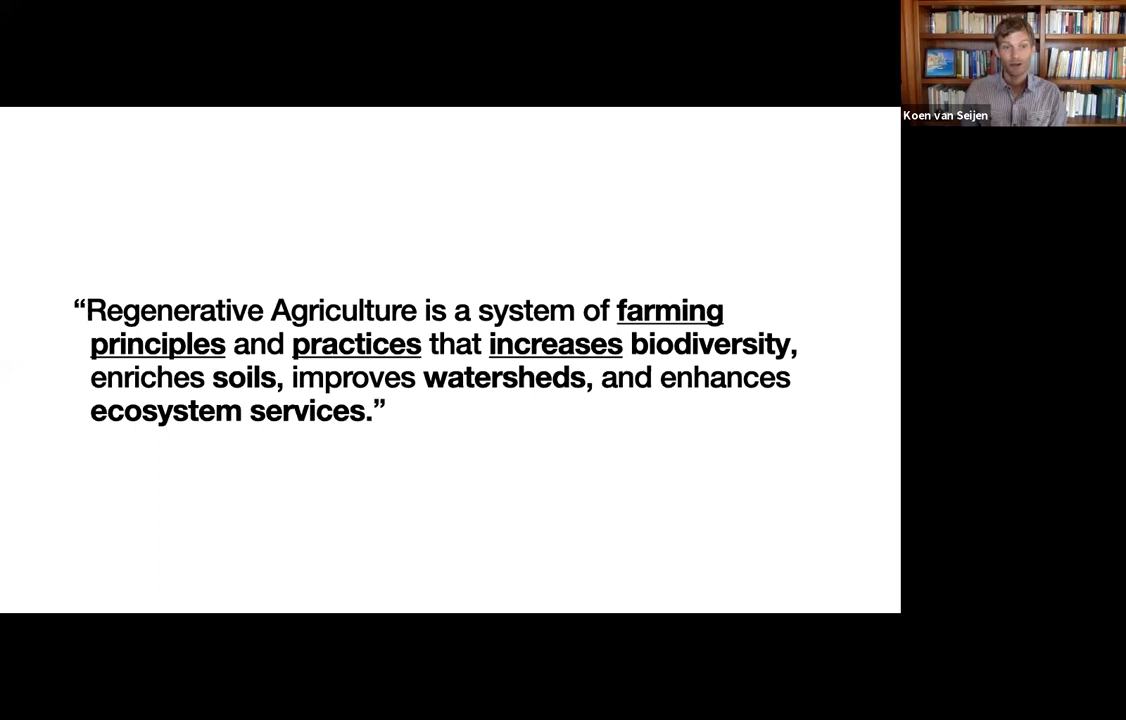 Koen van Seijen
“Regenerative Agriculture is a system of farming
principles and practices that increases biodiversity,
enriches soils, improves watersheds, and enhances
ecosystem services.”